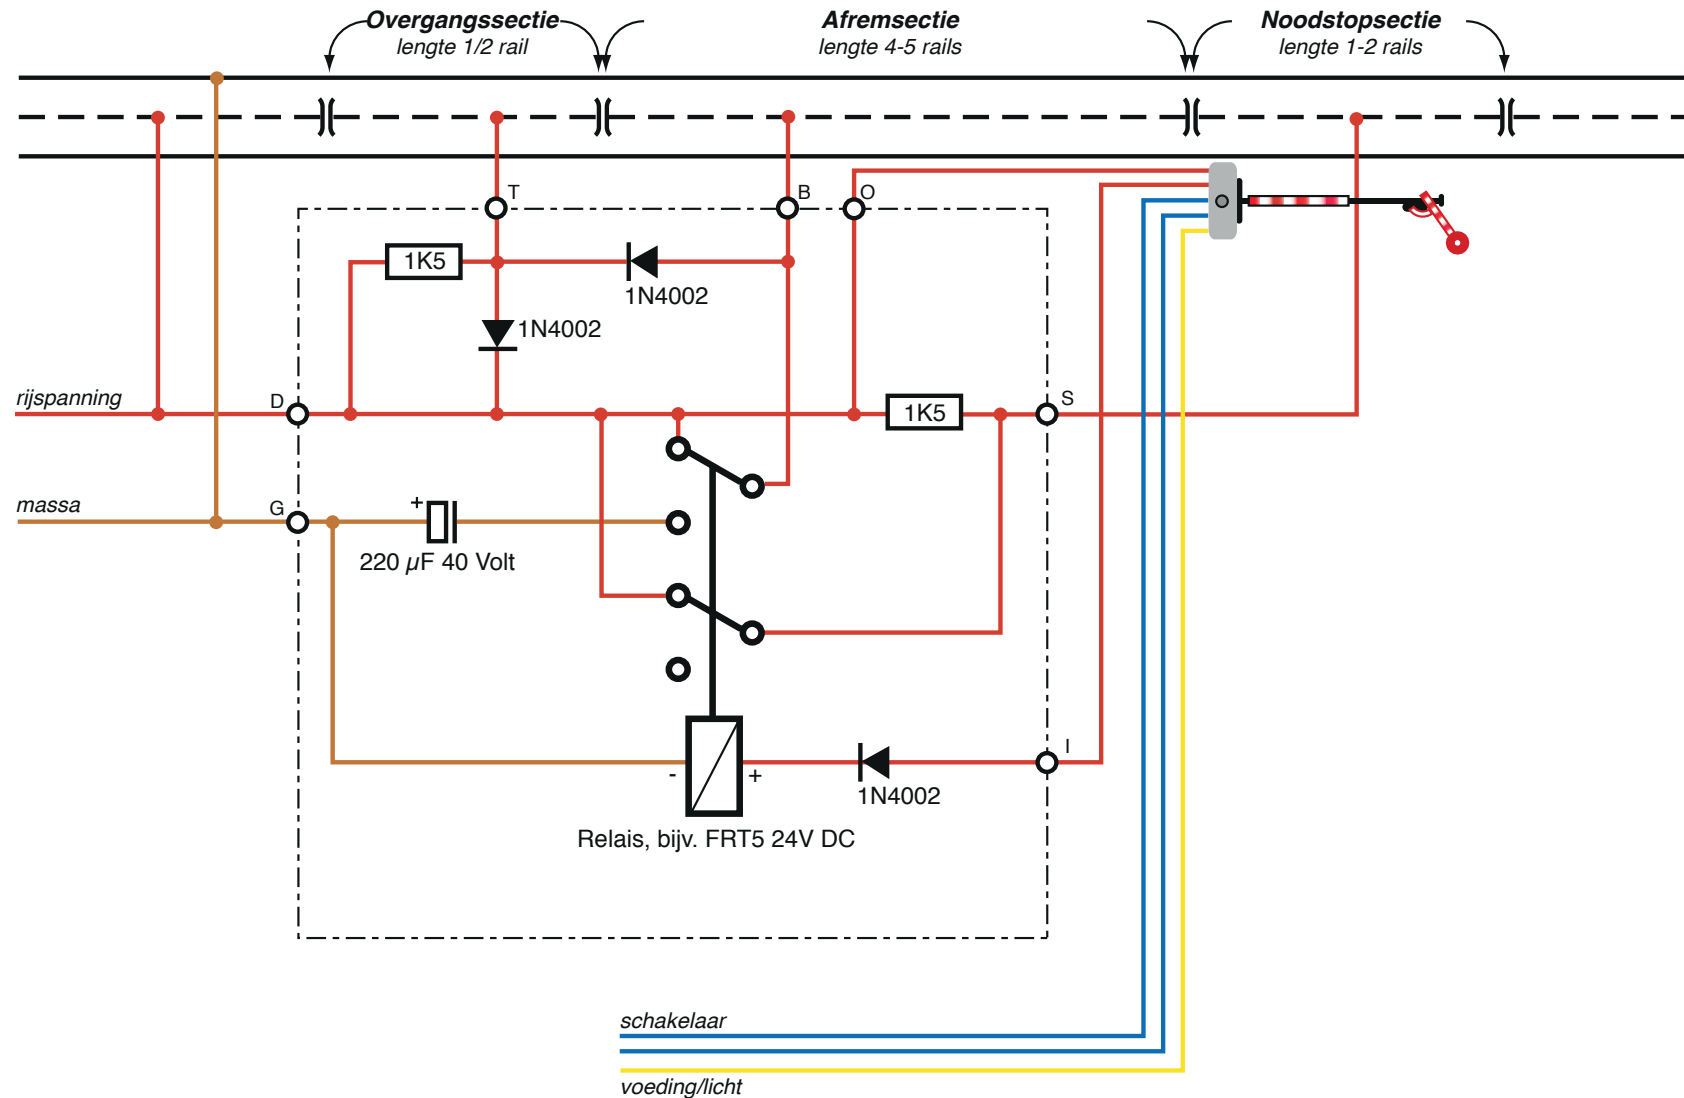 Overgangssectie
lengte 1/2 rail
Afremsectie
lengte 4-5 rails
Noodstopsectie
lengte 1-2 rails
T
B
O
1K5
1N4002
1N4002
rijspanning
D
1K5
S
massa
G
+
220 µF 40 Volt
I
-
+
1N4002
Relais, bijv. FRT5 24V DC
schakelaar
voeding/licht